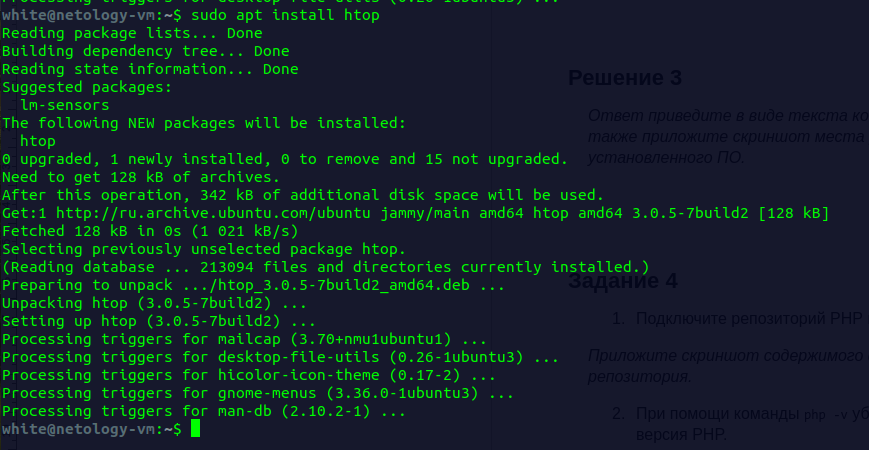 Processing triggers for desktop-file-utils (0.26-1ubuntu3) ...
white@netology-vm:~$ sudo apt install htop
Reading package lists... Done
Building dependency tree... Done
Reading state information... Done
Suggested packages:
  lm-sensors
The following NEW packages will be installed:
  htop
0 upgraded, 1 newly installed, 0 to remove and 15 not upgraded.
Need to get 128 kB of archives.
After this operation, 342 kB of additional disk space will be used.
Get:1 http://ru.archive.ubuntu.com/ubuntu jammy/main amd64 htop amd64 3.0.5-7build2 [128 kB]
Fetched 128 kB in 0s (1 021 kB/s)
Selecting previously unselected package htop.
(Reading database ... 213094 files and directories currently installed.)
Preparing to unpack .../htop_3.0.5-7build2_amd64.deb ...
Unpacking htop (3.0.5-7build2) ...
Setting up htop (3.0.5-7build2) ...
Processing triggers for mailcap (3.70+nmu1ubuntu1) ...
Processing triggers for desktop-file-utils (0.26-1ubuntu3) ...
Processing triggers for hicolor-icon-theme (0.17-2) ...
Processing triggers for gnome-menus (3.36.0-1ubuntu3) ...
Processing triggers for man-db (2.10.2-1) ...
white@netology-vm:~$
Решение 3
Ответ приведите в виде текста ко
также приложите скриншот места
установленного ПО.
Задание 4
1. Подключите репозиторий PHP
Приложите скриншот содержимого
репозитория.
2. При помощи команды php -v уб
версия PHP.